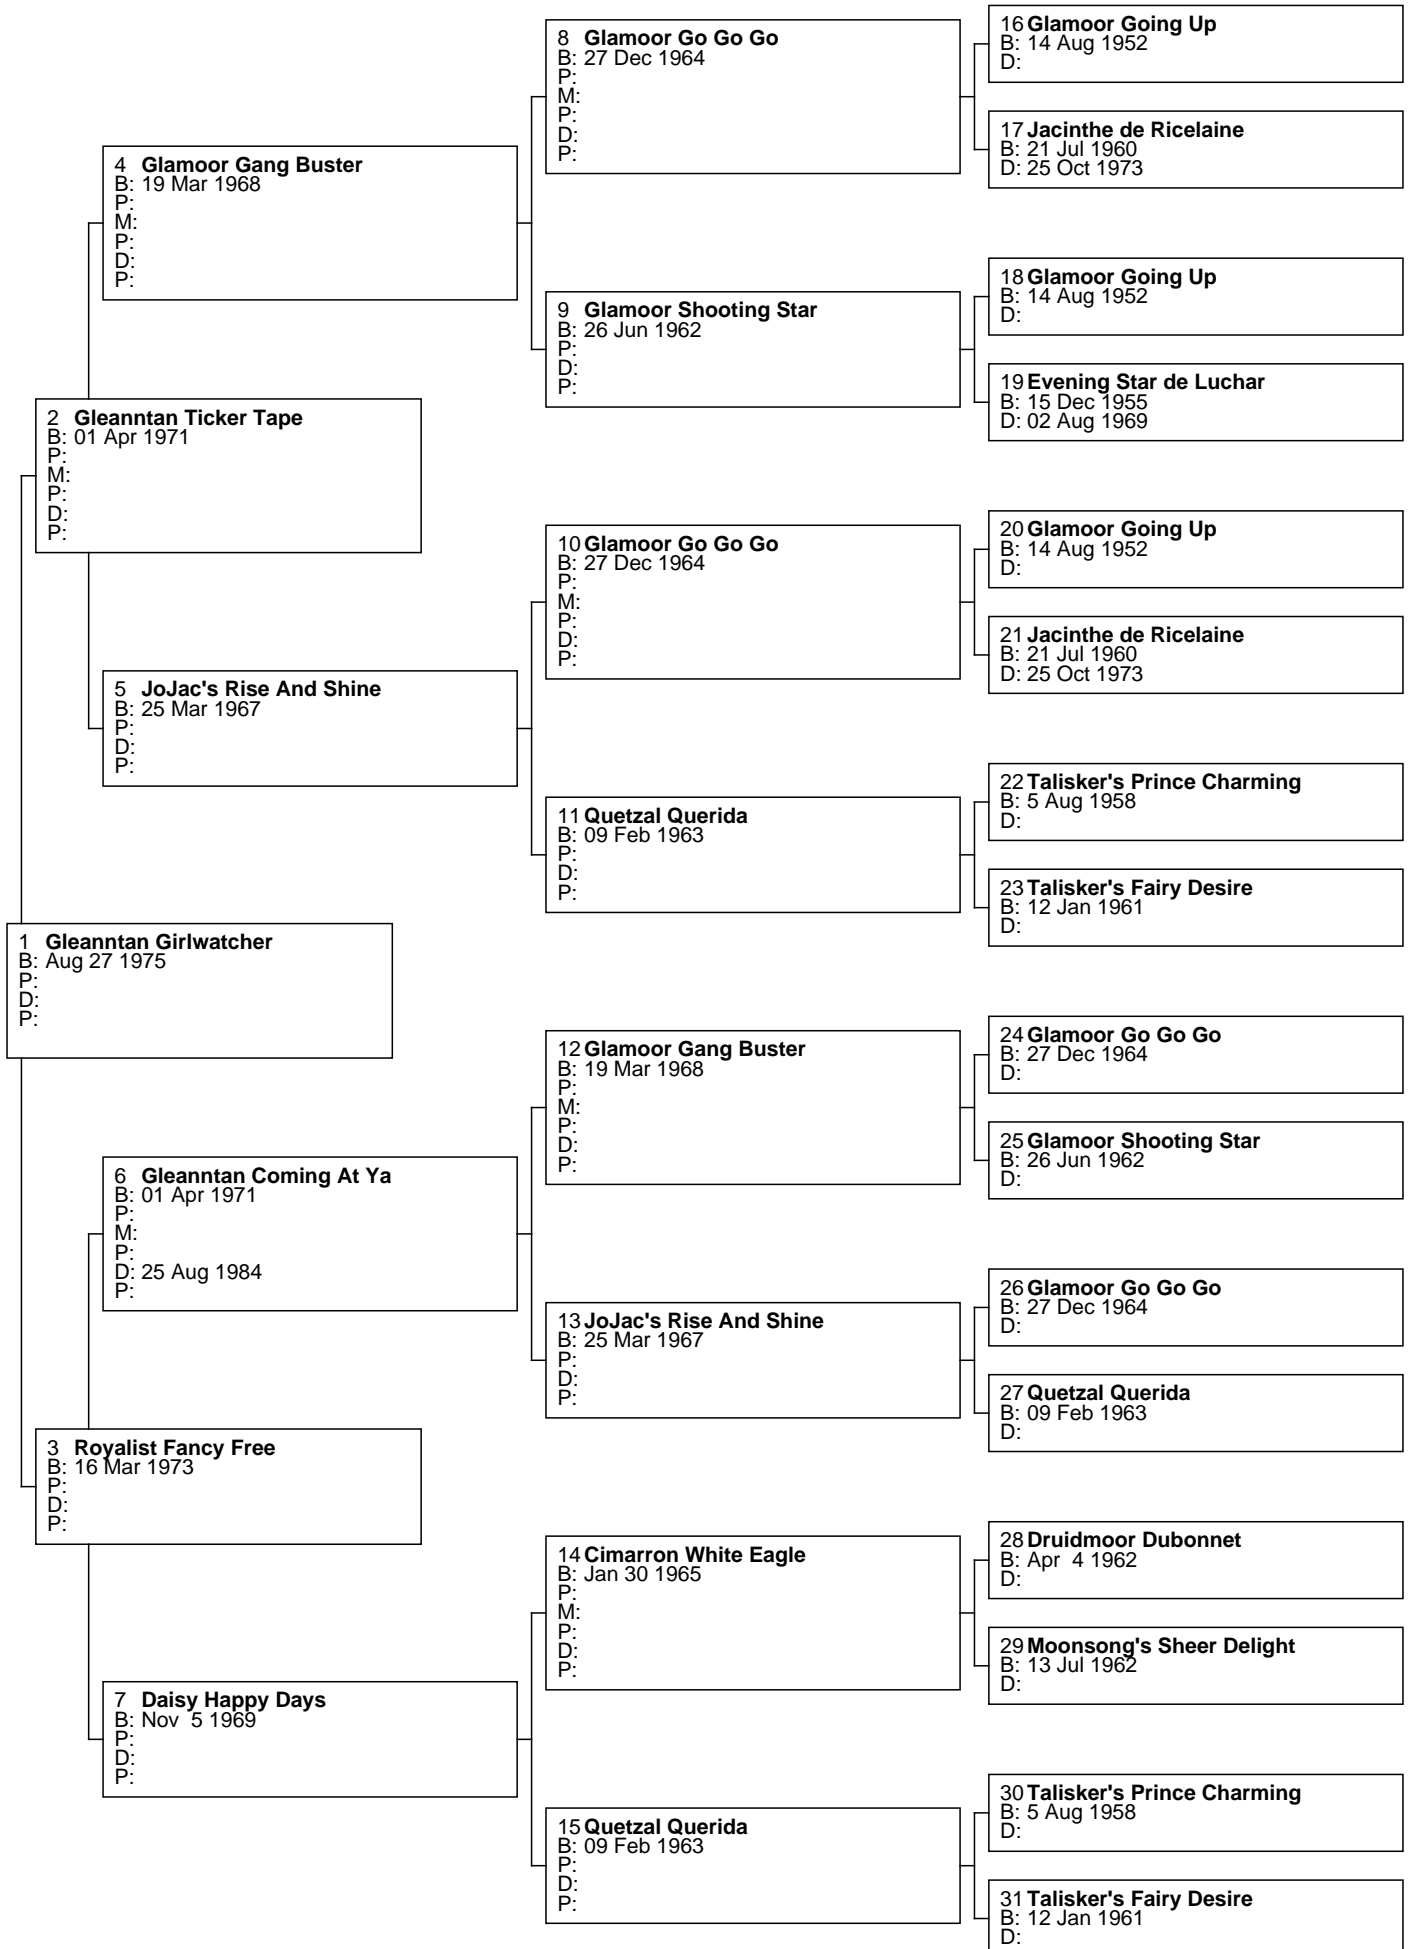 16 Glamoor Going Up
B: 14 Aug 1952
D:
8 Glamoor Go Go Go
B: 27 Dec 1964
P:
M:
P:
D:
P:
17 Jacinthe de Ricelaine
B: 21 Jul 1960
D: 25 Oct 1973
4 Glamoor Gang Buster
B: 19 Mar 1968
P:
M:
P:
D:
P:
18 Glamoor Going Up
B: 14 Aug 1952
D:
9 Glamoor Shooting Star
B: 26 Jun 1962
P:
D:
P:
19 Evening Star de Luchar
B: 15 Dec 1955
D: 02 Aug 1969
2 Gleanntan Ticker Tape
B: 01 Apr 1971
P:
M:
P:
D:
P:
20 Glamoor Going Up
B: 14 Aug 1952
D:
10 Glamoor Go Go Go
B: 27 Dec 1964
P:
M:
P:
D:
P:
21 Jacinthe de Ricelaine
B: 21 Jul 1960
D: 25 Oct 1973
5 JoJac's Rise And Shine
B: 25 Mar 1967
P:
D:
P:
22 Talisker's Prince Charming
B: 5 Aug 1958
D:
11 Quetzal Querida
B: 09 Feb 1963
P:
D:
P:
23 Talisker's Fairy Desire
B: 12 Jan 1961
D:
1 Gleanntan Girlwatcher
B: Aug 27 1975
P:
D:
P:
24 Glamoor Go Go Go
B: 27 Dec 1964
D:
12 Glamoor Gang Buster
B: 19 Mar 1968
P:
M:
P:
D:
P:
25 Glamoor Shooting Star
B: 26 Jun 1962
D:
6 Gleanntan Coming At Ya
B: 01 Apr 1971
P:
M:
P:
D: 25 Aug 1984
P:
26 Glamoor Go Go Go
B: 27 Dec 1964
D:
13 JoJac's Rise And Shine
B: 25 Mar 1967
P:
D:
P:
27 Quetzal Querida
B: 09 Feb 1963
D:
3 Royalist Fancy Free
B: 16 Mar 1973
P:
D:
P:
28 Druidmoor Dubonnet
B: Apr 4 1962
D:
14 Cimarron White Eagle
B: Jan 30 1965
P:
M:
P:
D:
P:
29 Moonsong's Sheer Delight
B: 13 Jul 1962
D:
7 Daisy Happy Days
B: Nov 5 1969
P:
D:
P:
30 Talisker's Prince Charming
B: 5 Aug 1958
D:
15 Quetzal Querida
B: 09 Feb 1963
P:
D:
P:
31 Talisker's Fairy Desire
B: 12 Jan 1961
D: